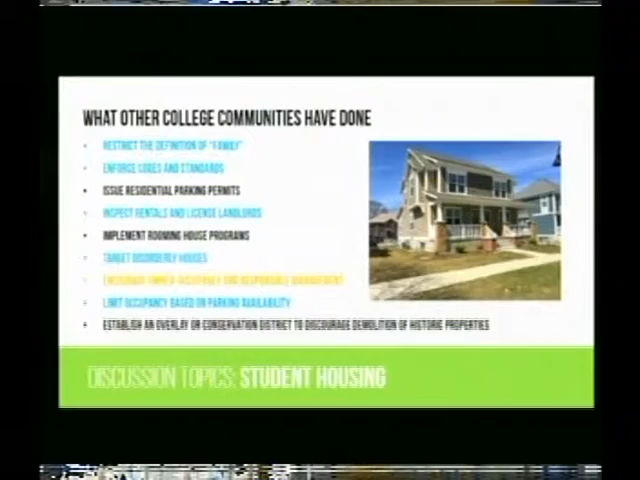 WHAT OTHER COLLEGE COMMUNITIES HAVE DONE
• RESTRICT THE DEFINITION OF "FAMILY"
• ENFORCE CODES AND STANDARDS
• ISSUE RESIDENTIAL PARKING PERMITS
• INSPECT RENTALS AND LICENSE LANDLORDS
• IMPLEMENT ROOMING HOUSE PROGRAMS
• TARGET DISORDERLY HOUSES
• ENCOURAGE OWNER-OCCUPANCY AND RESPONSIBLE MANAGEMENT
• LIMIT OCCUPANCY BASED ON PARKING AVAILABILITY
• ESTABLISH AN OVERLAY OR CONSERVATION DISTRICT TO DISCOURAGE DEMOLITION OF HISTORIC PROPERTIES
DISCUSSION TOPICS: STUDENT HOUSING